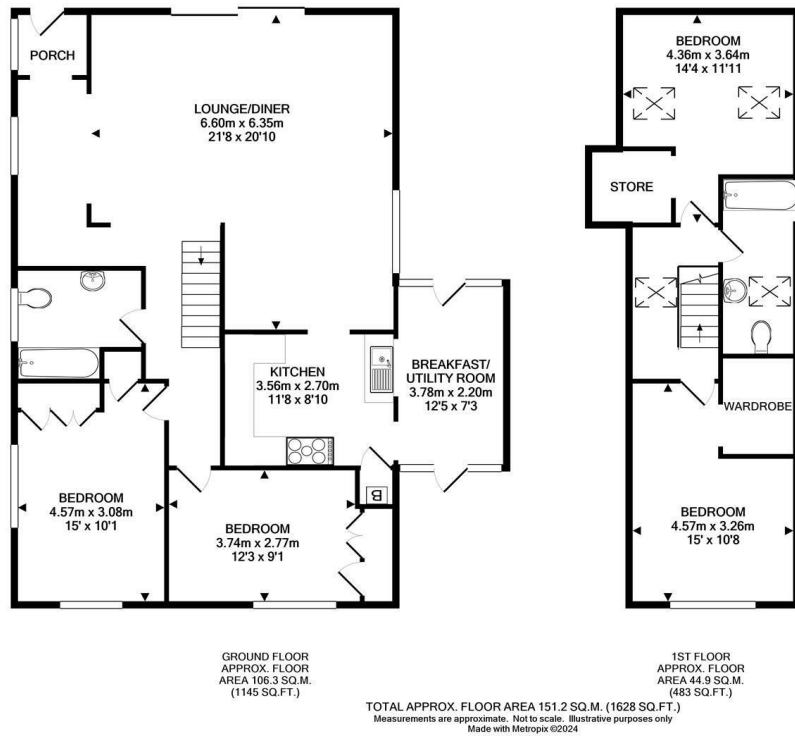 PORCH
LOUNGE/DINER
6.60m x 6.35m
21'8 x 20'10
KITCHEN
3.56m x 2.70m
11'8 x 8'10
BREAKFAST/
UTILITY ROOM
3.78m x 2.20m
12'5 x 7'3
B
BEDROOM
4.57m x 3.08m
15' x 10'1
BEDROOM
3.74m x 2.77m
12'3 x 9'1
BEDROOM
4.36m x 3.64m
14'4 x 11'11
STORE
WARDROBE
BEDROOM
4.57m x 3.26m
15' x 10'8
GROUND FLOOR
APPROX. FLOOR
AREA 106.3 SQ.M.
(1145 SQ.FT.)
1ST FLOOR
APPROX. FLOOR
AREA 44.9 SQ.M.
(483 SQ.FT.)
TOTAL APPROX. FLOOR AREA 151.2 SQ.M. (1628 SQ.FT.)
Measurements are approximate. Not to scale. Illustrative purposes only
Made with Metropix ©2024